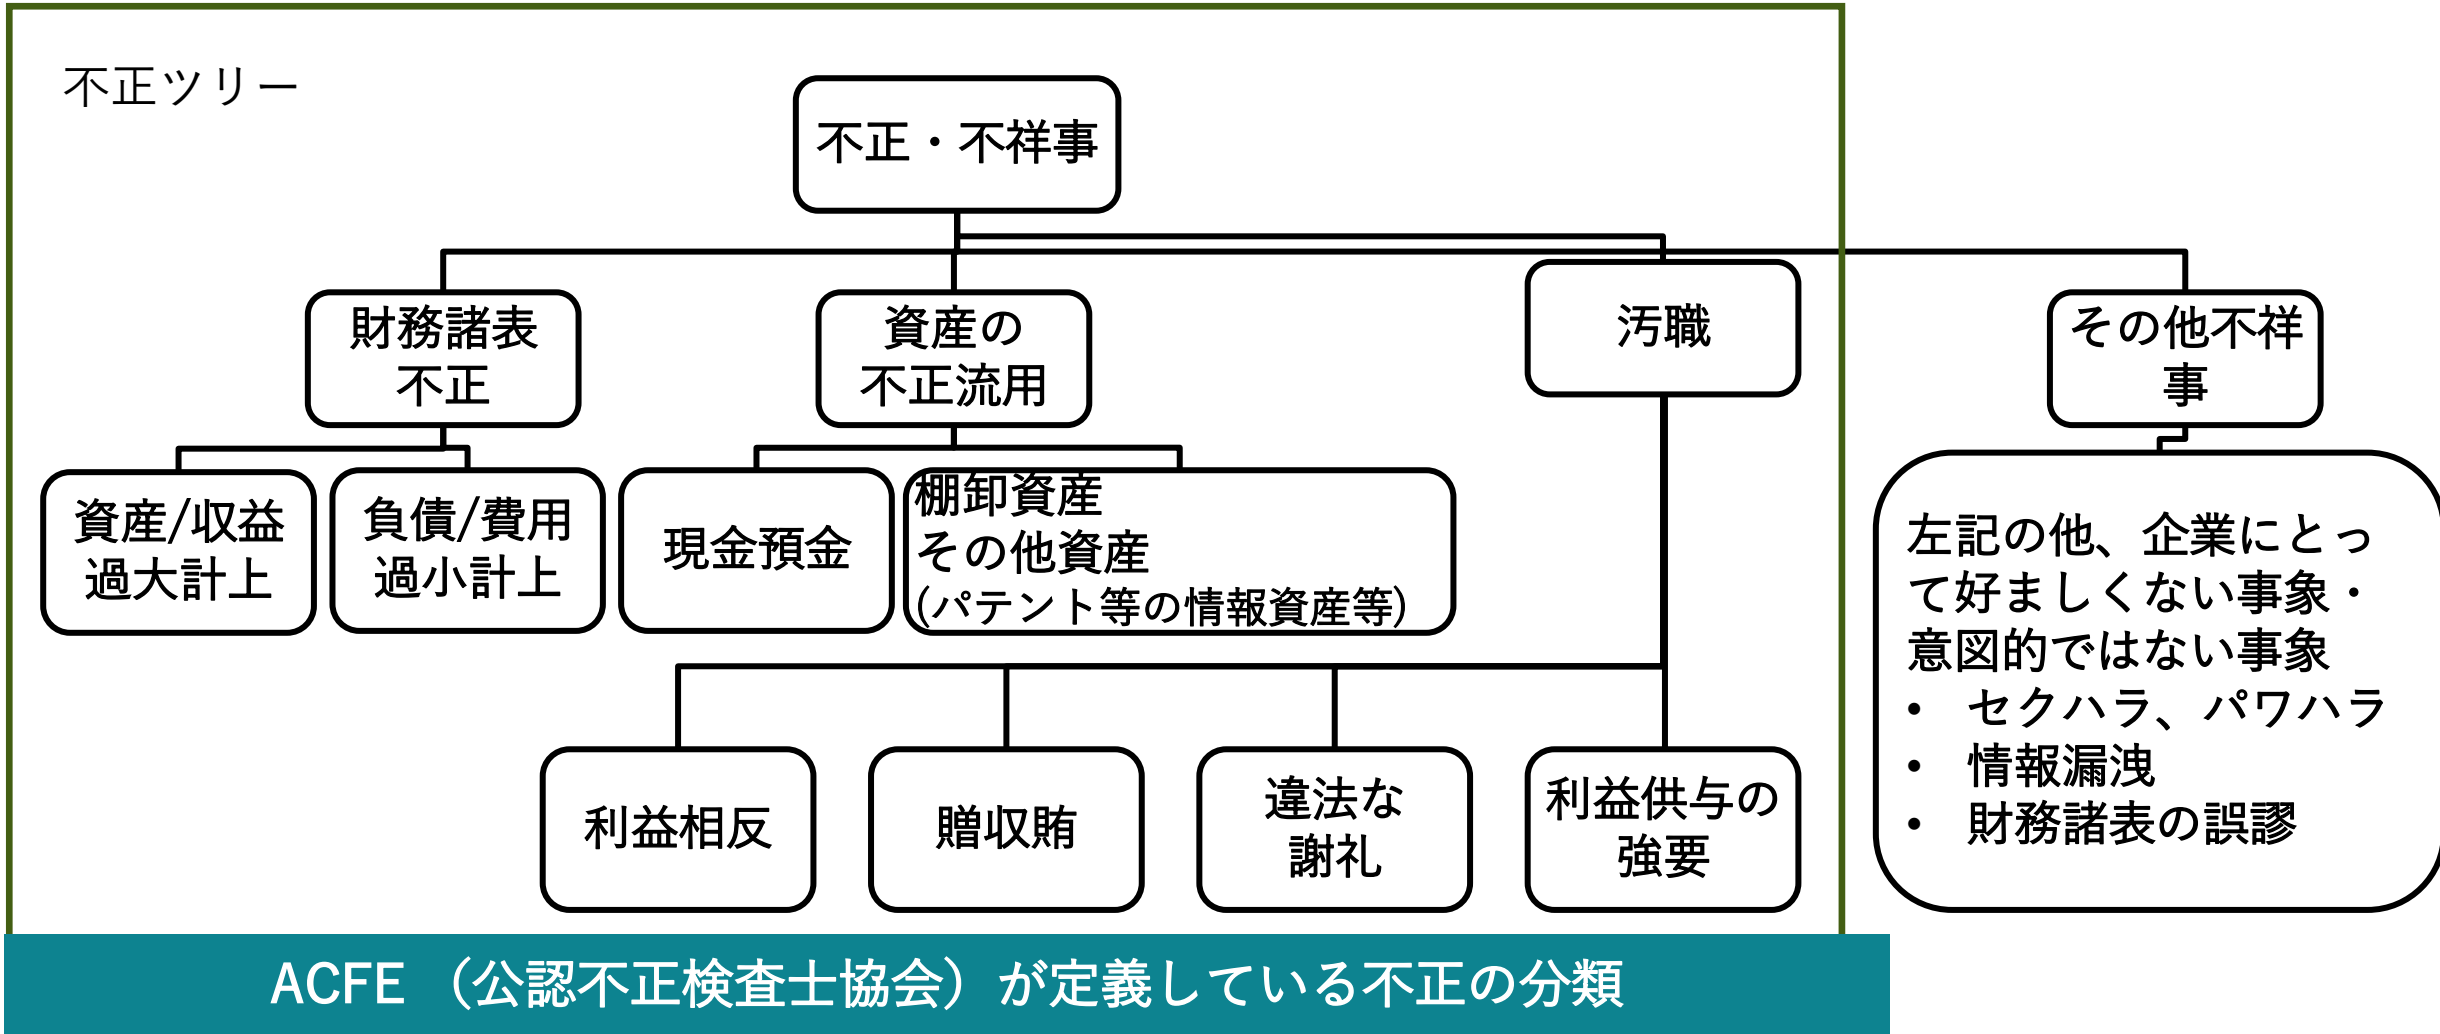 不正ツリー
不正・不祥事
財務諸表
不正
資産の
不正流用
汚職
その他不祥
事
資産/収益
過大計上
負債/費用
過小計上
現金預金
棚卸資産
その他資産
（パテント等の情報資産等）
利益相反
贈収賄
違法な
謝礼
利益供与の
強要
左記の他、企業にとっ
て好ましくない事象・
意図的ではない事象
• セクハラ、パワハラ
• 情報漏洩
• 財務諸表の誤謬
ACFE （公認不正検査士協会）が定義している不正の分類